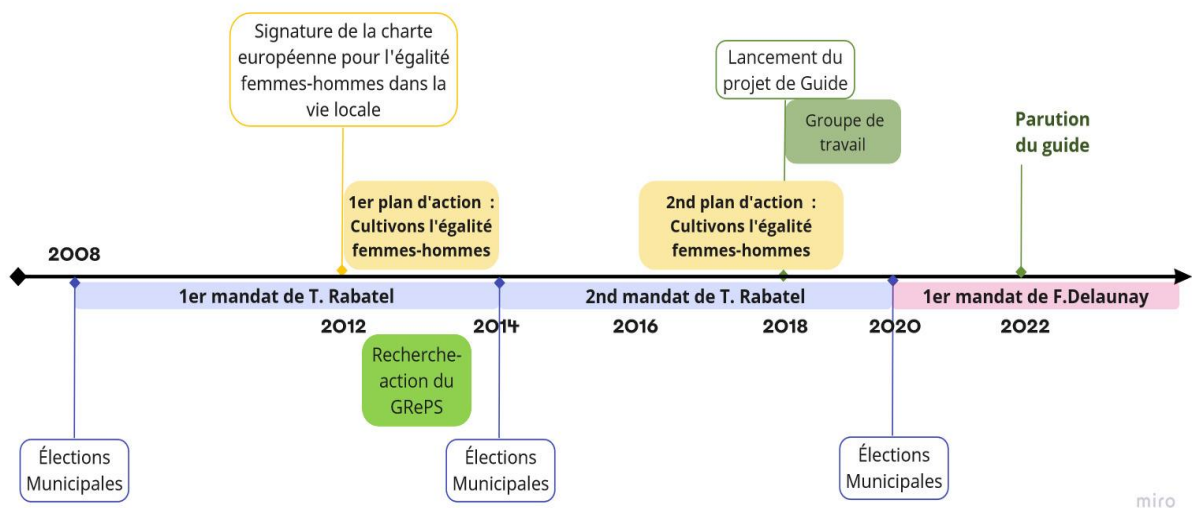 Signature de la charte
européenne pour l'égalité
femmes-hommes dans la
vie locale
Lancement du
projet de Guide
Groupe de
travail
Parution
du guide
1er plan d'action :
Cultivons l'égalité
femmes-hommes
2nd plan d'action :
Cultivons l'égalité
femmes-hommes
2008
1er mandat de T. Rabatel
2nd mandat de T. Rabatel
1er mandat de F.Delaunay
2012
2014
2016
2018
2020
2022
Recherche-
action du
GRePS
Élections
Municipales
Élections
Municipales
Élections
Municipales
miro